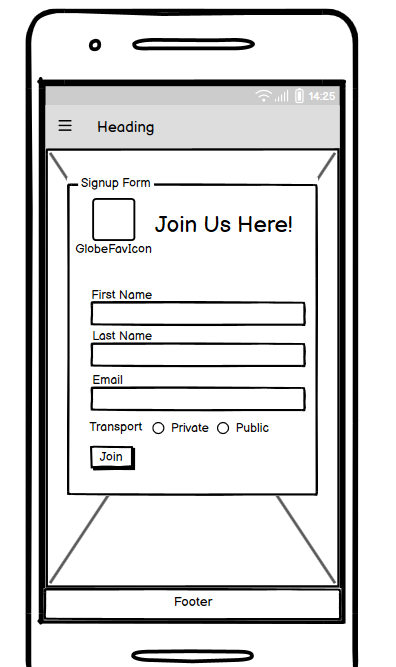 14:25
Heading
Signup Form
Join Us Here!
GlobeFavIcon
First Name
Last Name
Email
Transport Private Public
Join
Footer